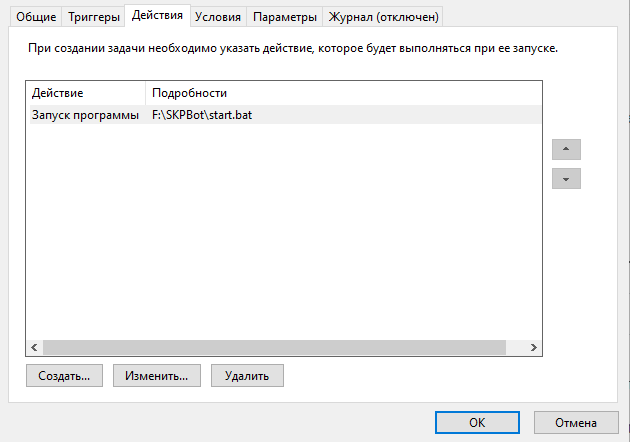 Общие Триггеры Действия Условия Параметры Журнал (отключен)
При создании задачи необходимо указать действие, которое будет выполняться при ее запуске.
Действие Подробности
Запуск программы F:\SKPBot\start.bat
Создать... Изменить... Удалить
ОК Отмена